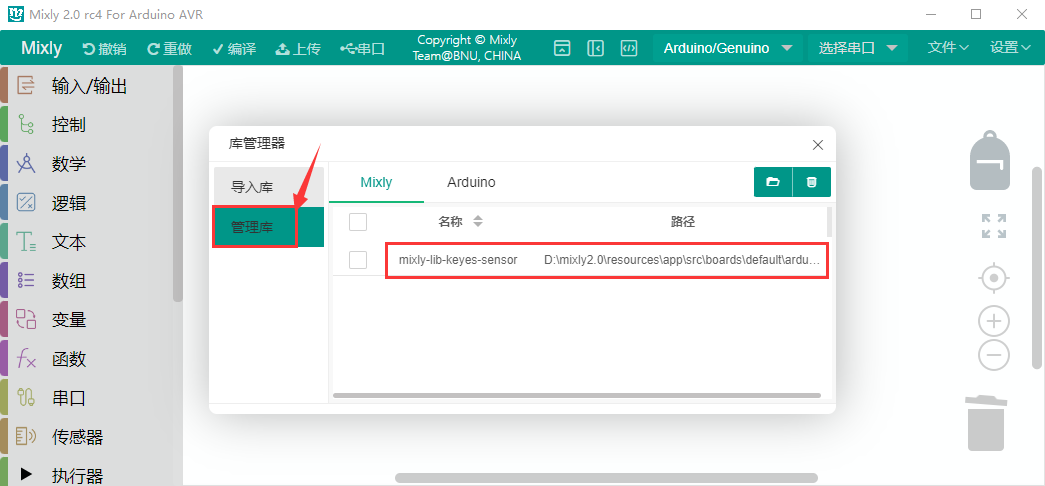 Mixly 2.0 rc4 For Arduino AVR
Mixly 撤销 重做 编译 上传 串口 Copyright © Mixly Team@BNU, CHINA Arduino/Genuino 选择串口 文件 设置
输入/输出
控制
数学
逻辑
文本
数组
变量
函数
串口
传感器
执行器
库管理器
导入库
管理库
Mixly Arduino
名称 路径
mixly-lib-keyes-sensor D:\mixly2.0\resources\app\src\boards\default\ardu…